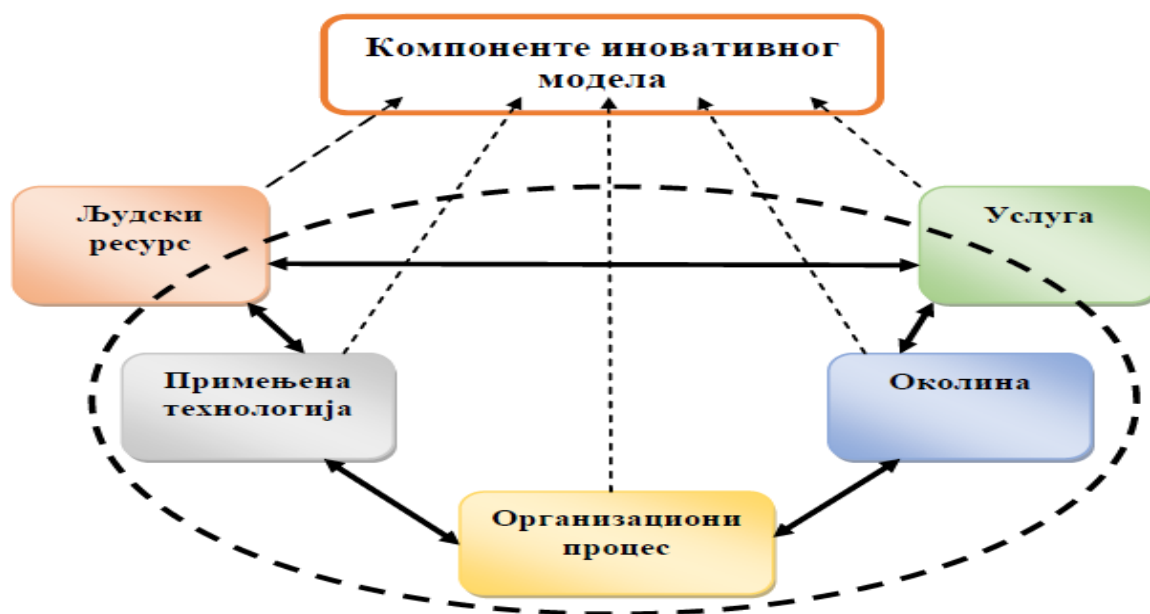 Компоненте иновативног
модела
Људски
ресурс
Услуга
Примењена
технологија
Околина
Организациони
процес